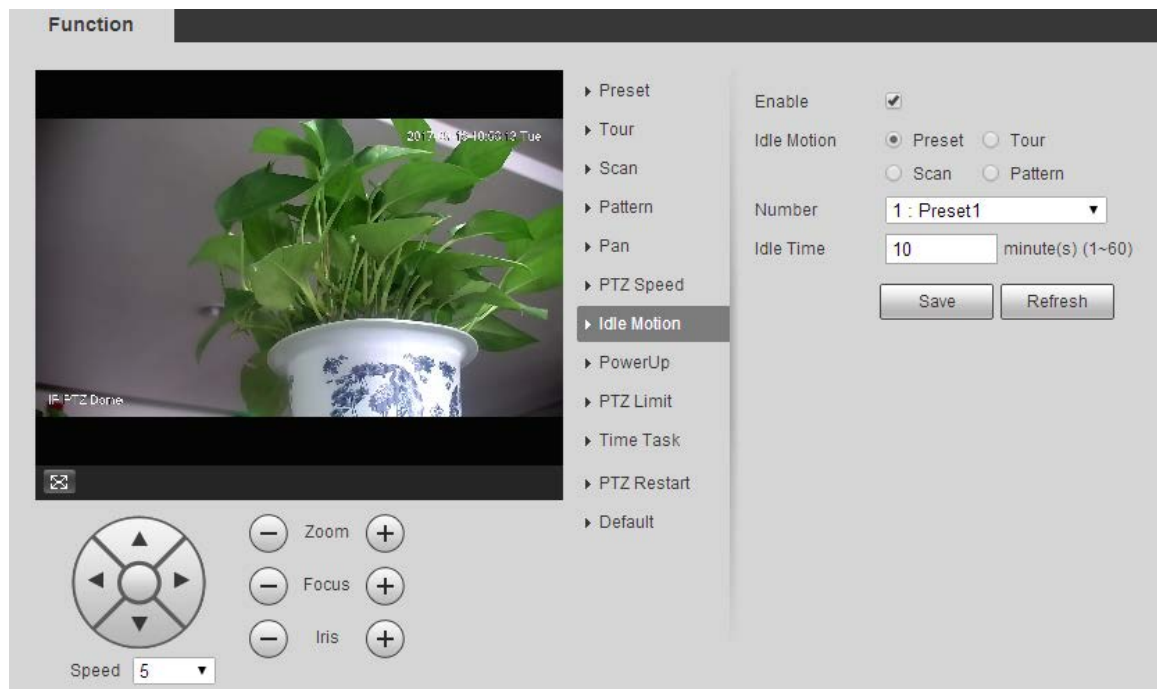 Function
Tue
Dome
Preset
Tour
Scan
Pattern
Pan
PTZ Speed
Idle Motion
PowerUp
PTZ Limit
Time Task
PTZ Restart
Default
Enable
Idle Motion Preset Tour
Scan Pattern
Number 1 : Preset1
Idle Time 10 minute(s) (1~60)
Save Refresh
Zoom
Focus
Iris
Speed 5